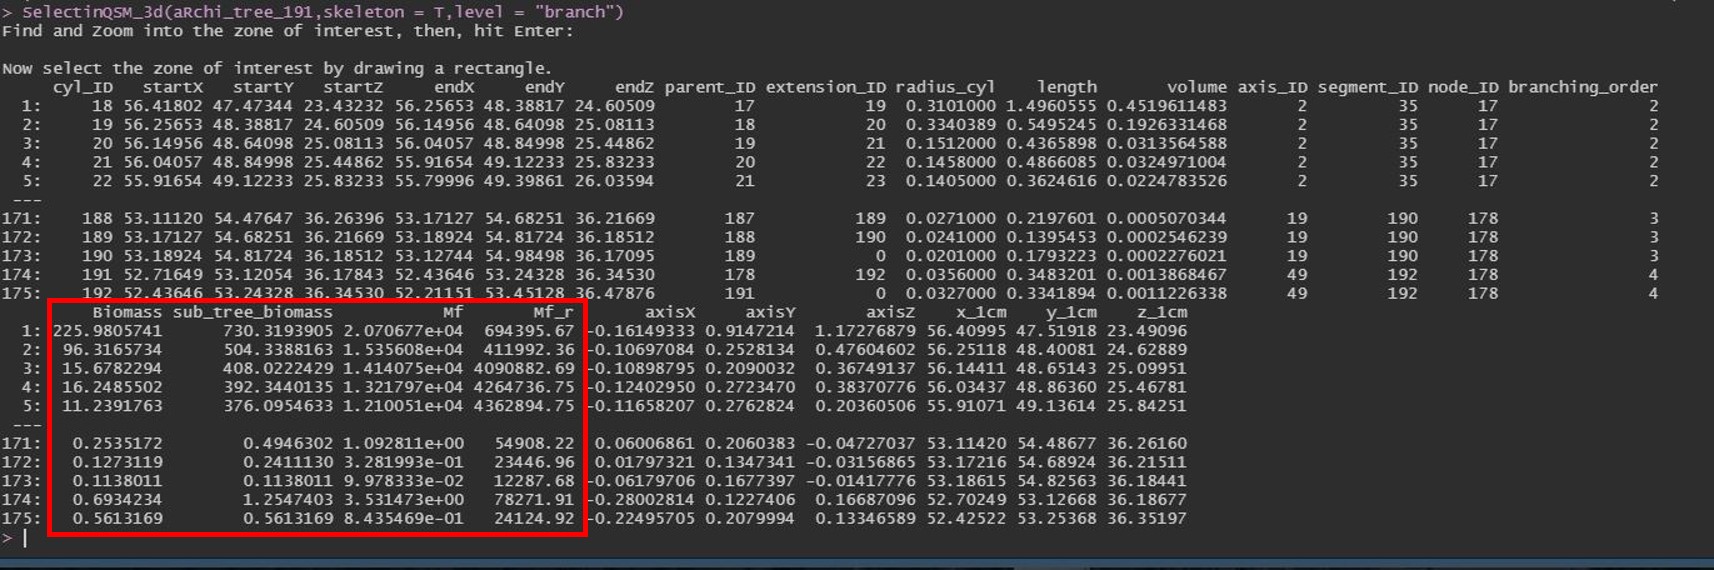 > SelectinQSM_3d(aRchi_tree_191,skeleton = T,level = "branch")
Find and Zoom into the zone of interest, then, hit Enter:
Now select the zone of interest by drawing a rectangle.
cyl_ID startX startY startZ endX endY endZ parent_ID extension_ID radius_cyl length volume axis_ID segment_ID node_ID branching_order
1: 18 56.41802 47.47344 23.43232 56.25653 48.38817 24.60509 17 19 0.3101000 1.4960555 0.4519611483 2 35 17 2
2: 19 56.25653 48.38817 24.60509 56.14956 48.64098 25.08113 18 20 0.3340389 0.5495245 0.1926331468 2 35 17 2
3: 20 56.14956 48.64098 25.08113 56.04057 48.84998 25.44862 19 21 0.1512000 0.4365898 0.0313564588 2 35 17 2
4: 21 56.04057 48.84998 25.44862 55.91654 49.12233 25.83233 20 22 0.1458000 0.4866085 0.0324971004 2 35 17 2
5: 22 55.91654 49.12233 25.83233 55.79996 49.39861 26.03594 21 23 0.1405000 0.3624616 0.0224783526 2 35 17 2
---
171: 188 53.11120 54.47647 36.26396 53.17127 54.68251 36.21669 187 189 0.0271000 0.2197601 0.0005070344 19 190 178 3
172: 189 53.17127 54.68251 36.21669 53.18924 54.81724 36.18512 188 190 0.0241000 0.1395453 0.0002546239 19 190 178 3
173: 190 53.18924 54.81724 36.18512 53.12744 54.98498 36.17095 189 0 0.0201000 0.1793223 0.0002276021 19 190 178 3
174: 191 52.71649 53.12054 36.17843 52.43646 53.24328 36.34530 178 192 0.0356000 0.3483201 0.0013868467 49 192 178 4
175: 192 52.43646 53.24328 36.34530 52.21151 53.45128 36.47876 191 0 0.0327000 0.3341894 0.0011226338 49 192 178 4
Biomass sub_tree_biomass Mf Mf_r axisX axisY axisZ x_1cm y_1cm z_1cm
1: 225.9805741 730.3193905 2.070677e+04 694395.67 -0.16149333 0.9147214 1.17276879 56.40995 47.51918 23.49096
2: 96.3165734 504.3388163 1.535608e+04 411992.36 -0.10697084 0.2528134 0.47604602 56.25118 48.40081 24.62889
3: 15.6782294 408.0222429 1.414075e+04 4090882.69 -0.10898795 0.2090032 0.36749137 56.14411 48.65143 25.09951
4: 16.2485502 392.3440135 1.321797e+04 4264736.75 -0.12402950 0.2723470 0.38370776 56.03437 48.86360 25.46781
5: 11.2391763 376.0954633 1.210051e+04 4362894.75 -0.11658207 0.2762824 0.20360506 55.91071 49.13614 25.84251
---
171: 0.2535172 0.4946302 1.092811e+00 54908.22 0.06006861 0.2060383 -0.04727037 53.11420 54.48677 36.26160
172: 0.1273119 0.2411130 3.281993e-01 23446.96 0.01797321 0.1347341 -0.03156865 53.17216 54.68924 36.21511
173: 0.1138011 0.1138011 9.978333e-02 12287.68 -0.06179706 0.1677397 -0.01417776 53.18615 54.82563 36.18441
174: 0.6934234 1.2547403 3.531473e+00 78271.91 -0.28002814 0.1227406 0.16687096 52.70249 53.12668 36.18677
175: 0.5613169 0.5613169 8.435469e-01 24124.92 -0.22495705 0.2079994 0.13346589 52.42522 53.25368 36.35197
>